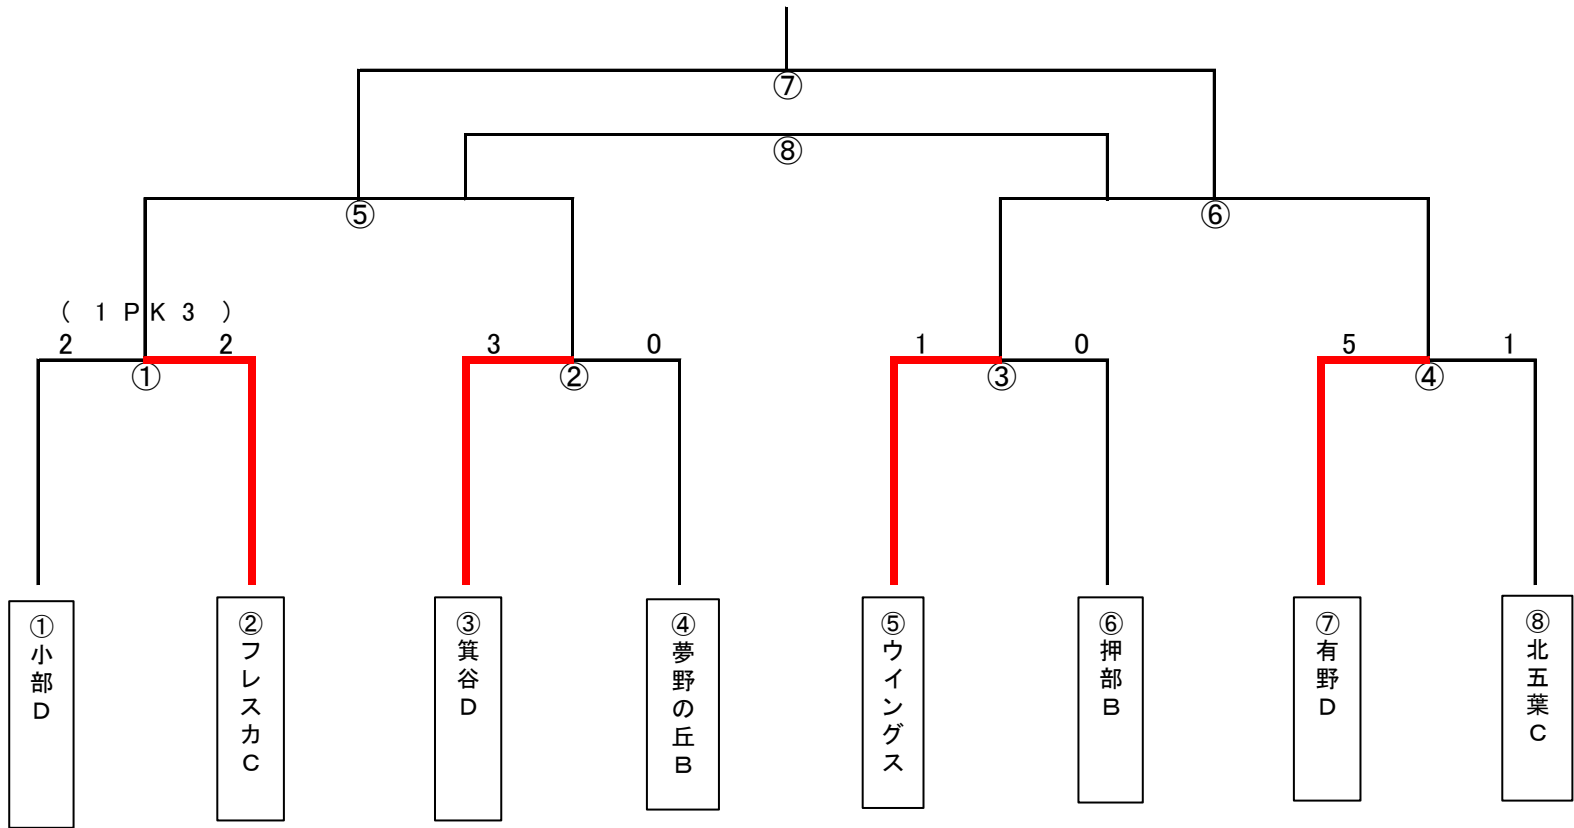 ⑦
⑧
⑤ ⑥
( 1 PK 3 )
2 2 3 0 1 0 5 1
① ② ③ ④
①小部D
②フレスカC
③箕谷D
④夢野の丘B
⑤ウイングス
⑥押部B
⑦有野D
⑧北五葉C